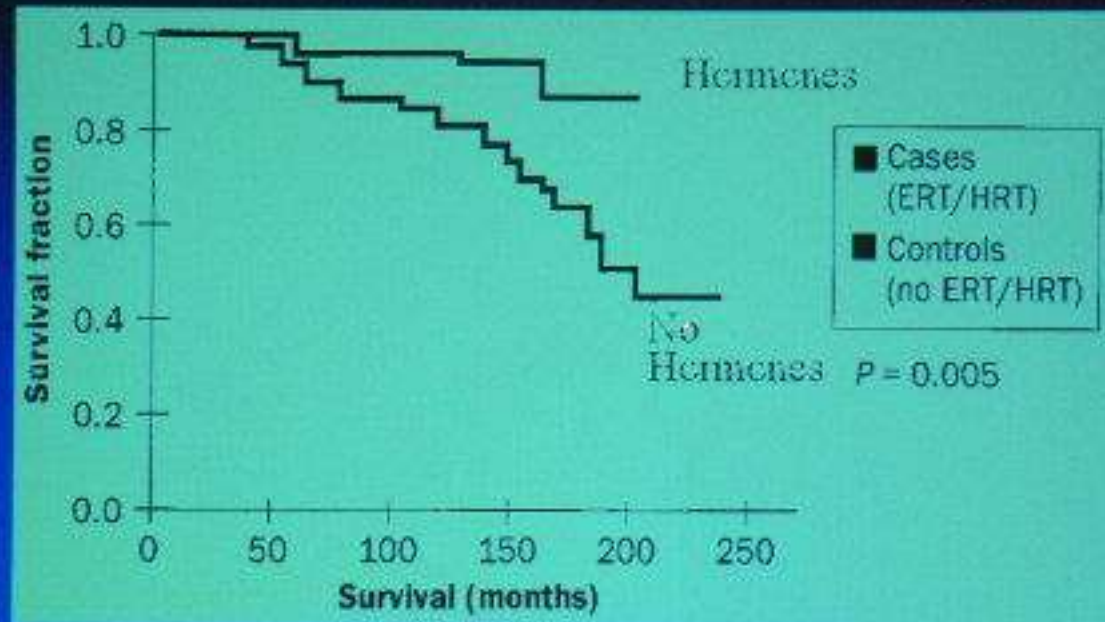 1.0
0.8
0.6
0.4
0.2
0.0
Survival fraction
0 50 100 150 200 250
Survival (months)
Hormones
No
Hormones
Cases
(ERT/HRT)
Controls
(no ERT/HRT)
P = 0.005